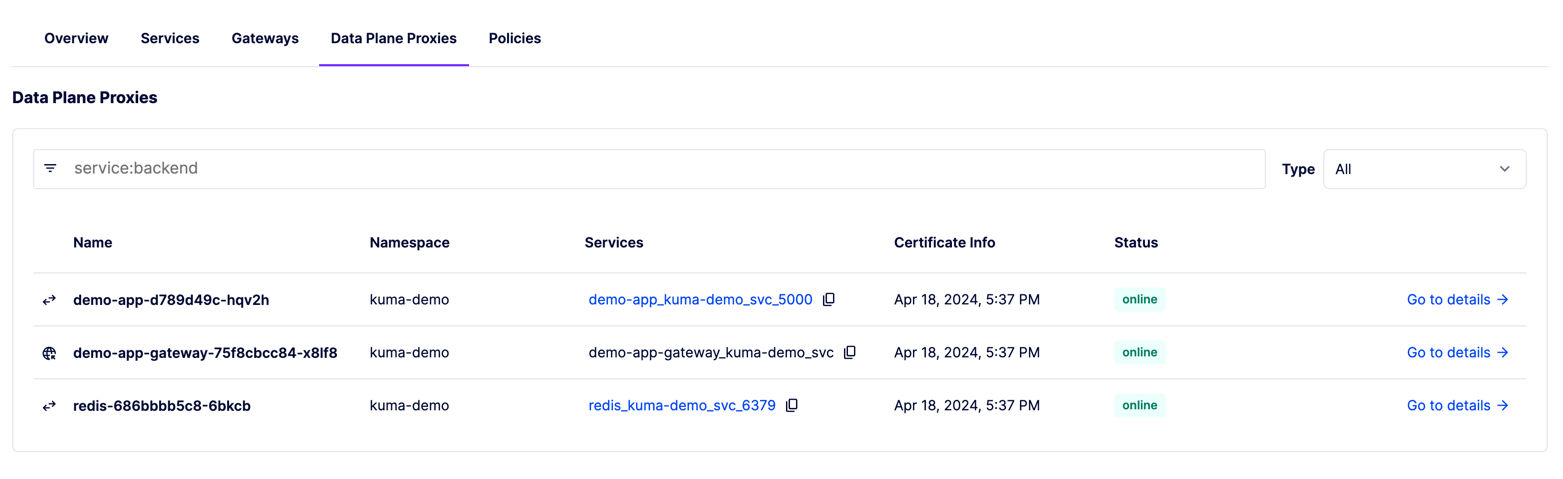 Overview Services Gateways Data Plane Proxies Policies
Data Plane Proxies
service:backend Type All
Name Namespace Services Certificate Info Status
demo-app-d789d49c-hqv2h kuma-demo demo-app_kuma-demo_svc_5000 Apr 18, 2024, 5:37 PM online Go to details →
demo-app-gateway-75f8cbcc84-x8lf8 kuma-demo demo-app-gateway_kuma-demo_svc Apr 18, 2024, 5:37 PM online Go to details →
redis-686bbbb5c8-6bkcb kuma-demo redis_kuma-demo_svc_6379 Apr 18, 2024, 5:37 PM online Go to details →